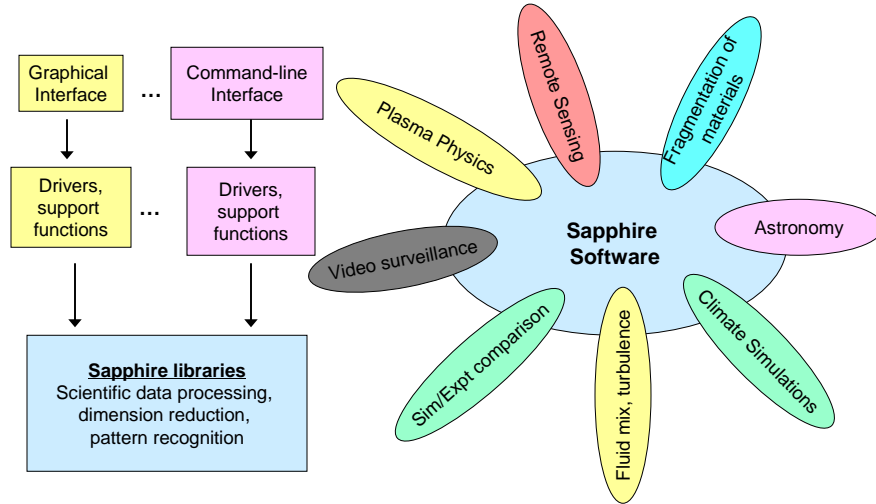 Graphical
Interface
...
Command-line
Interface
Drivers,
support
functions
...
Drivers,
support
functions
Sapphire libraries
Scientific data processing,
dimension reduction,
pattern recognition
Plasma Physics
Remote Sensing
Fragmentation of
materials
Astronomy
Sapphire
Software
Video surveillance
Sim/Expt comparison
Fluid mix, turbulence
Climate Simulations